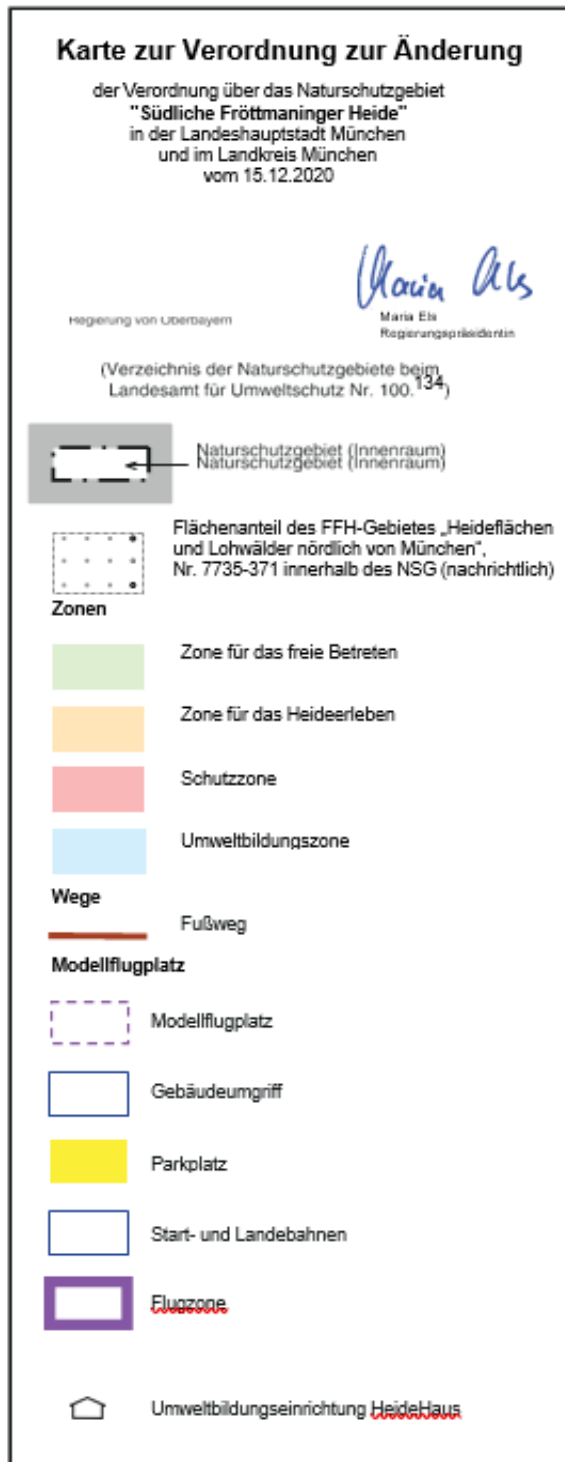 Karte zur Verordnung zur Änderung
der Verordnung über das Naturschutzgebiet
"Südliche Fröttmaninger Heide"
in der Landeshauptstadt München
und im Landkreis München
vom 15.12.2020
Maria Els
Regierung von Oberbayern
Maria Els
Regierungspräsidentin
(Verzeichnis der Naturschutzgebiete beim
Landesamt für Umweltschutz Nr. 100.134)
Naturschutzgebiet (Innenraum)
Naturschutzgebiet (Innenraum)
Flächenanteil des FFH-Gebietes „Heideflächen
und Lohwälder nördlich von München",
Nr. 7735-371 innerhalb des NSG (nachrichtlich)
Zonen
Zone für das freie Betreten
Zone für das Heideerleben
Schutzzone
Umweltbildungszone
Wege
Fußweg
Modellflugplatz
Modellflugplatz
Gebäudeumgriff
Parkplatz
Start- und Landebahnen
Flugzone
Umweltbildungseinrichtung HeideHaus